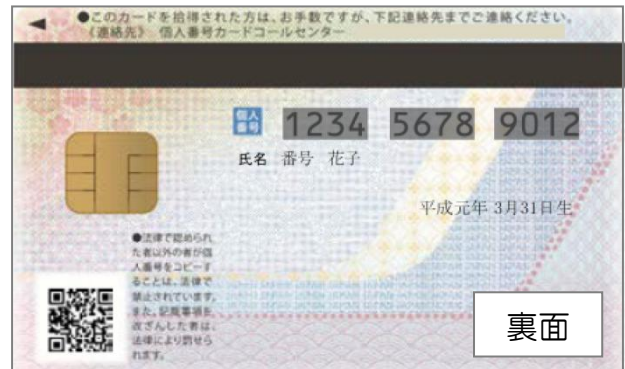 ●このカードを拾得された方は、お手数ですが、下記連絡先までご連絡ください。
《連絡先》 個人番号カードコールセンター
個人番号 1234 5678 9012
氏名 番号 花子
平成元年 3月31日生
●法律で認められ
た者以外の者が個
人番号をコピーす
ることは、法律で
禁止されています。
また、記載事項を
改ざんした者は、
法律により罰せら
れます。
裏面